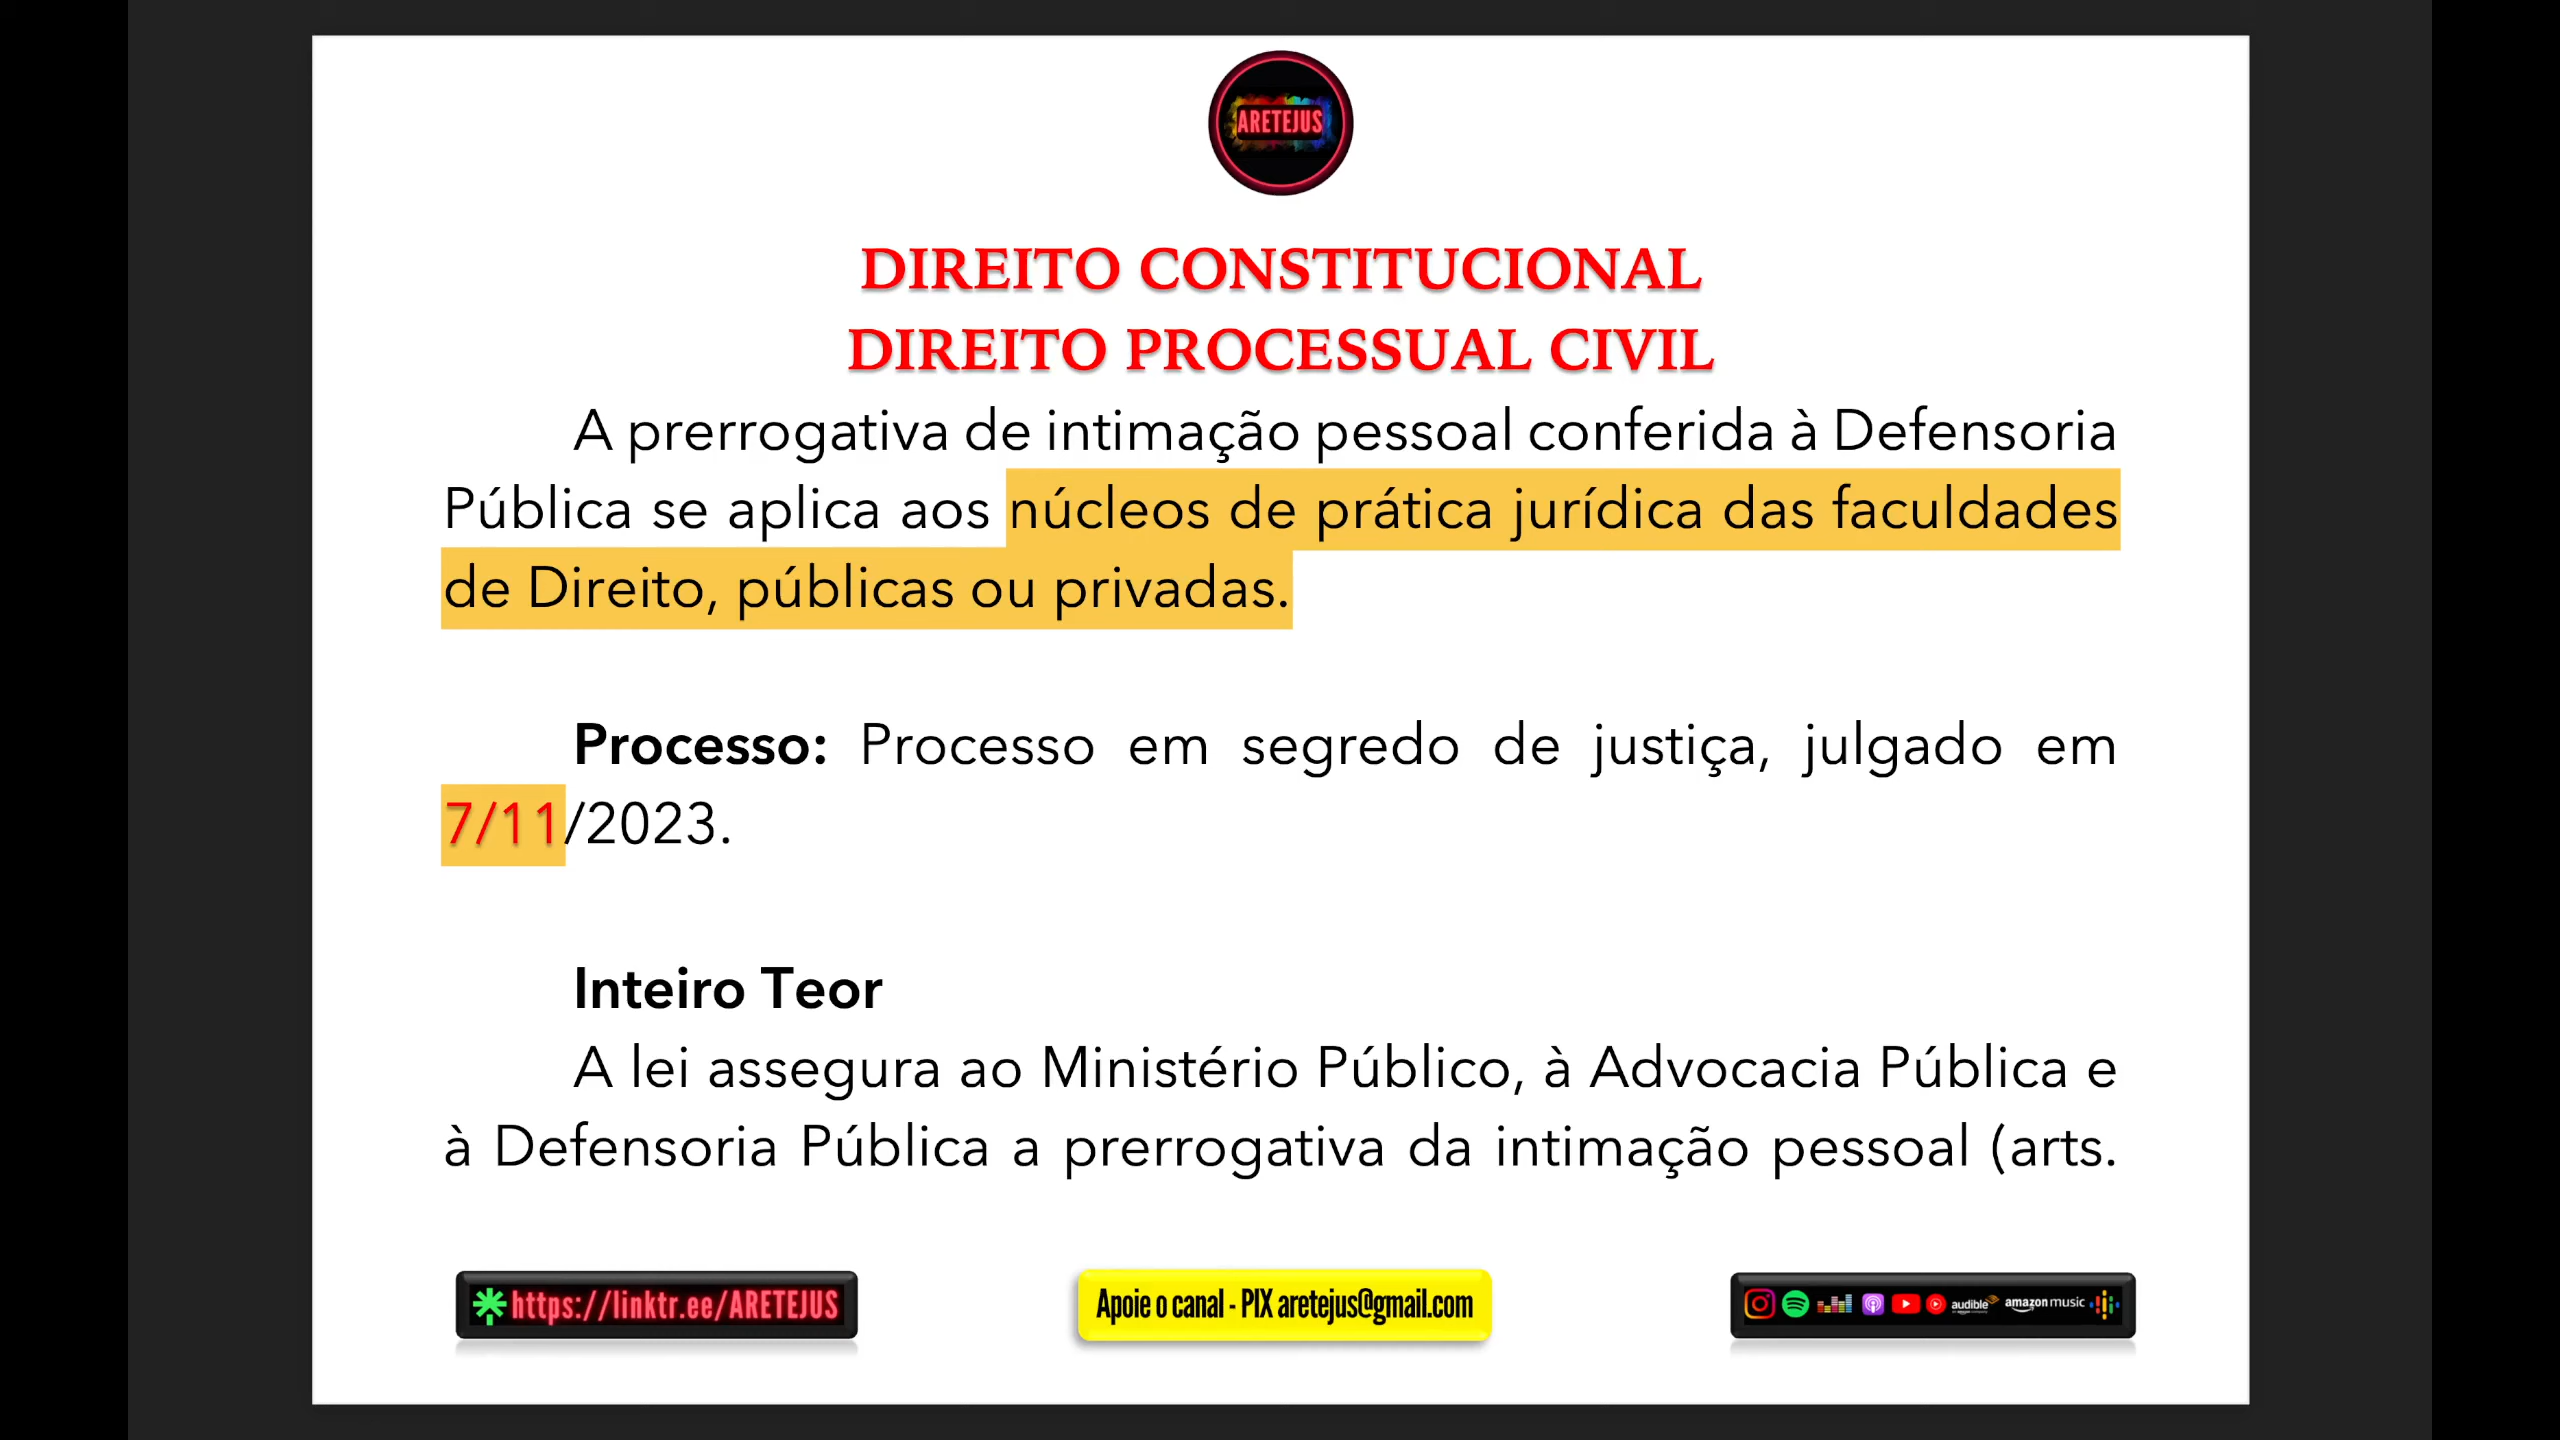 ARETEJUS
DIREITO CONSTITUCIONAL
DIREITO PROCESSUAL CIVIL
A prerrogativa de intimação pessoal conferida à Defensoria
Pública se aplica aos núcleos de prática jurídica das faculdades
de Direito, públicas ou privadas.
Processo: Processo em segredo de justiça, julgado em
7/11/2023.
Inteiro Teor
A lei assegura ao Ministério Público, à Advocacia Pública e
à Defensoria Pública a prerrogativa da intimação pessoal (arts.
https://linktr.ee/ARETEJUS
Apoie o canal - PIX aretejus@gmail.com
audible amazon music